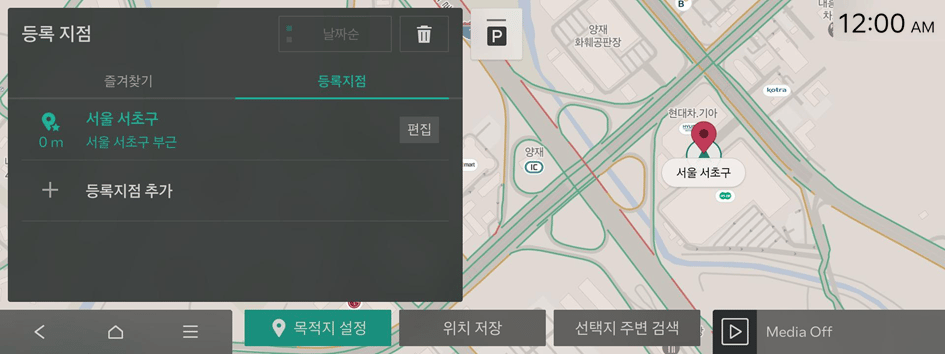 등록 지점
날짜순
즐겨찾기
등록지점
서울 서초구
0 m
서울 서초구 부근
편집
등록지점 추가
P
양재
화훼공판장
B
12:00 AM
kotra
현대차.기아
양재
IC
서울 서초구
목적지 설정
위치 저장
선택지 주변 검색
Media Off